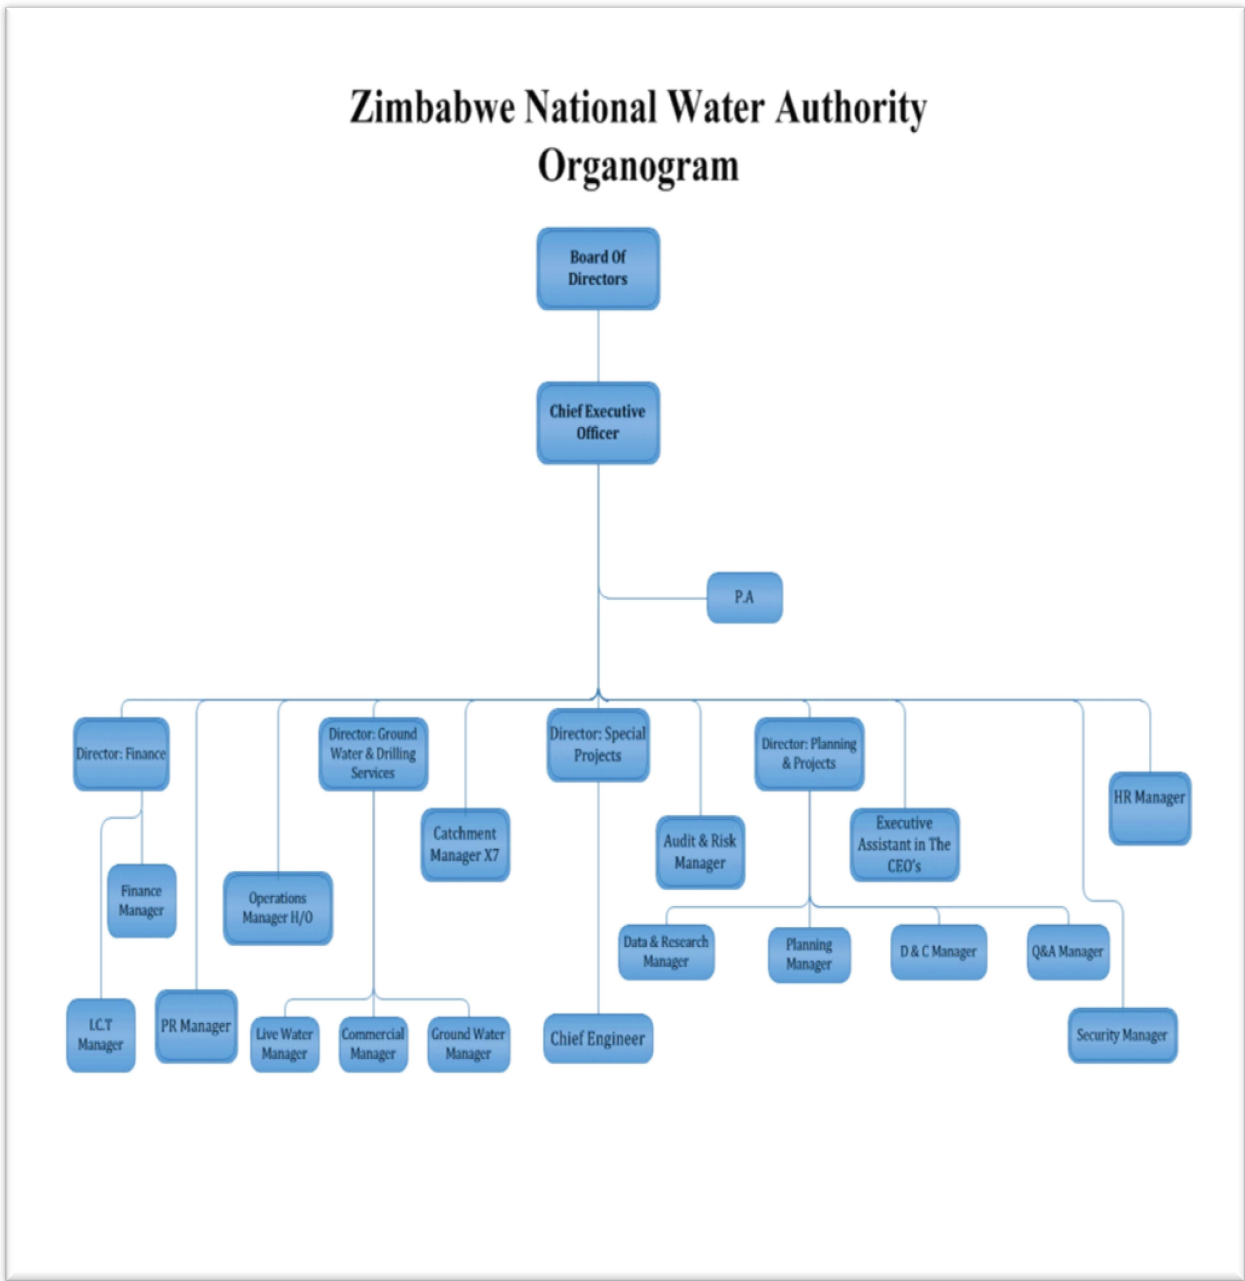 Zimbabwe National Water Authority
Organogram
Board Of
Directors
Chief Executive
Officer
P.A
Director: Finance
Director: Ground
Water & Drilling
Services
Director: Special
Projects
Director: Planning
& Projects
HR Manager
Catchment
Manager X7
Audit & Risk
Manager
Executive
Assistant in The
CEO's
Finance
Manager
Operations
Manager H/O
Data & Research
Manager
Planning
Manager
D & C Manager
Q&A Manager
I.C.T
Manager
PR Manager
Live Water
Manager
Commercial
Manager
Ground Water
Manager
Chief Engineer
Security Manager